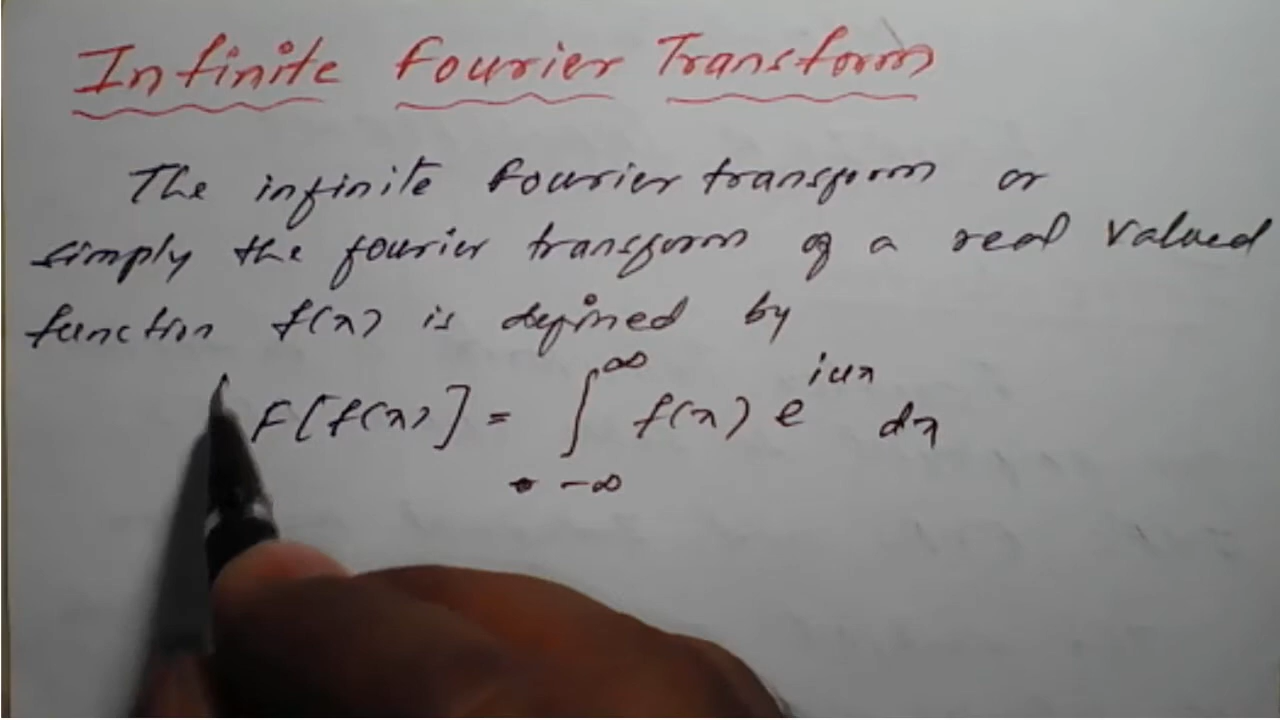 Infinite Fourier Transform
The infinite Fourier transform or
simply the fourier transform of a real valued
function f(x) is defined by
F[f(x)] = ∫_{-∞}^{∞} f(x) e^{iux} dx